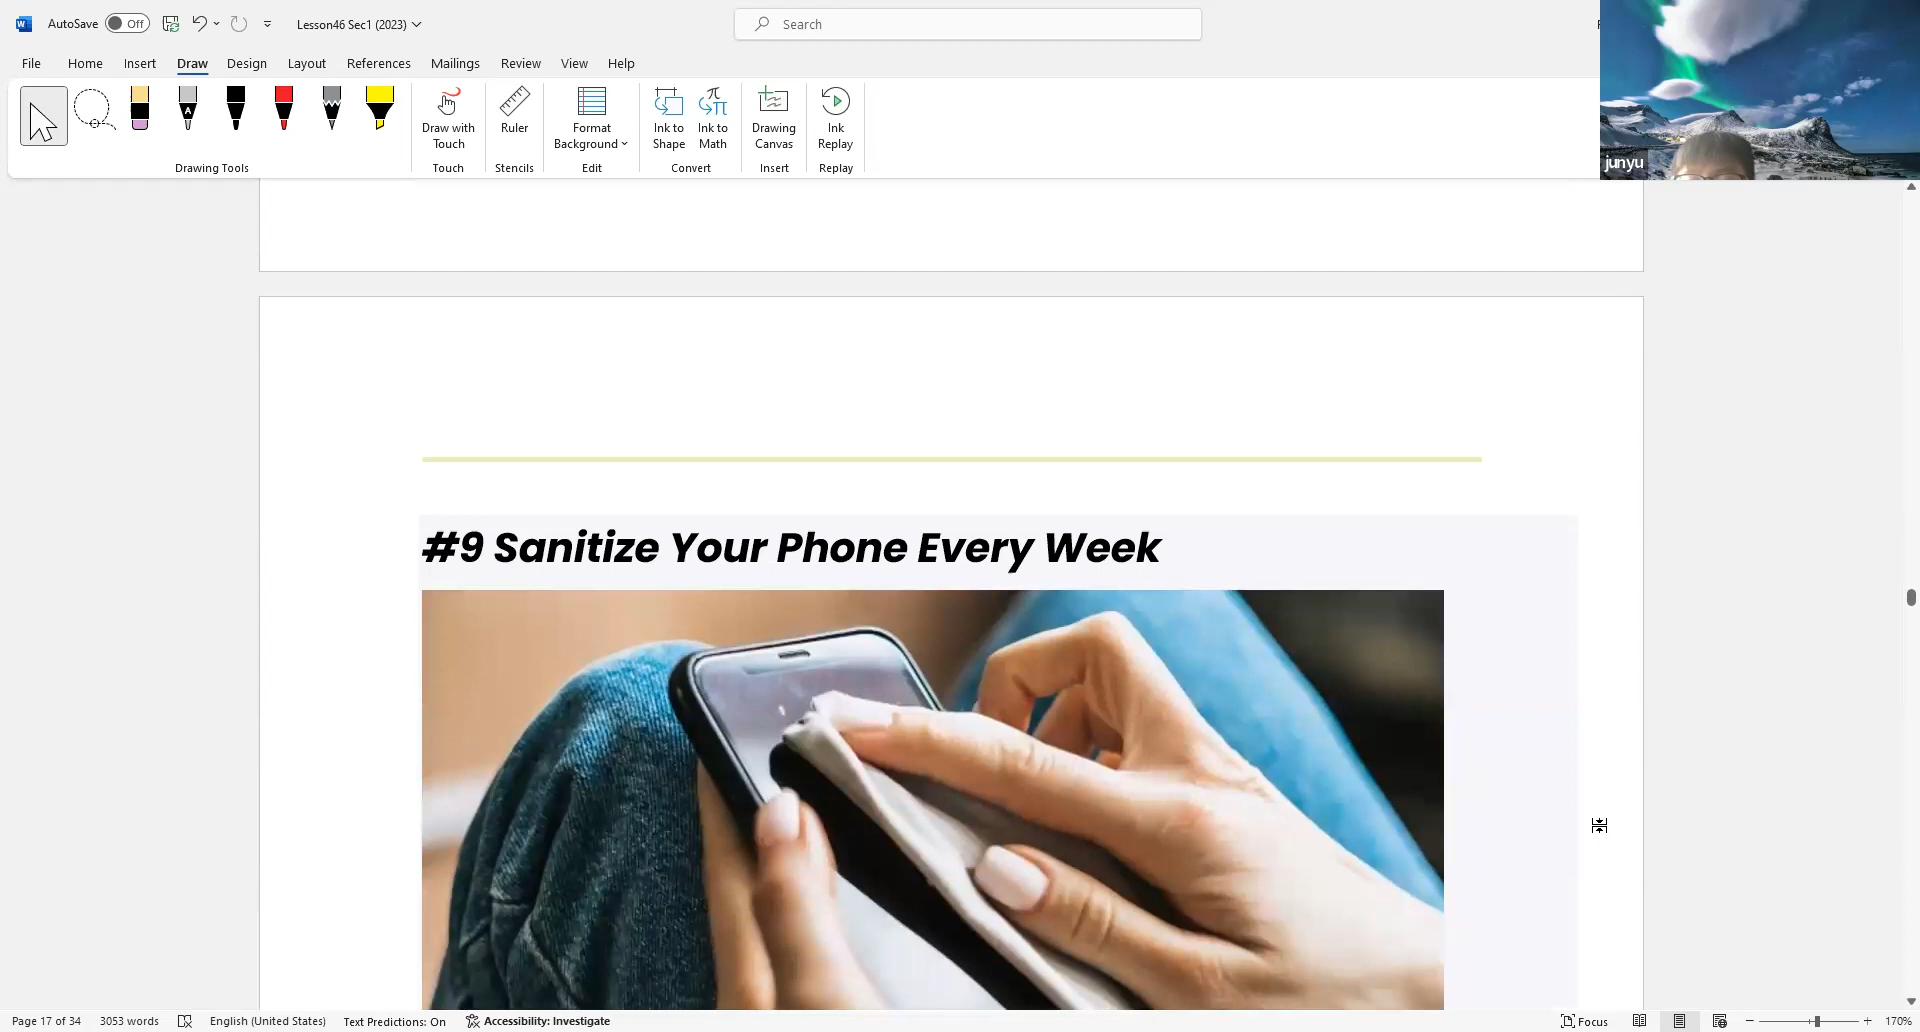 AutoSave Off Lesson46 Sec1 (2023) Search
File Home Insert Draw Design Layout References Mailings Review View Help
Draw with Touch
Ruler
Format Background
Ink to Shape
Ink to Math
Drawing Canvas
Ink Replay
Drawing Tools Touch Stencils Edit Convert Insert Replay
junyu
#9 Sanitize Your Phone Every Week
Page 17 of 34 3053 words English (United States) Text Predictions: On Accessibility: Investigate Focus 170%